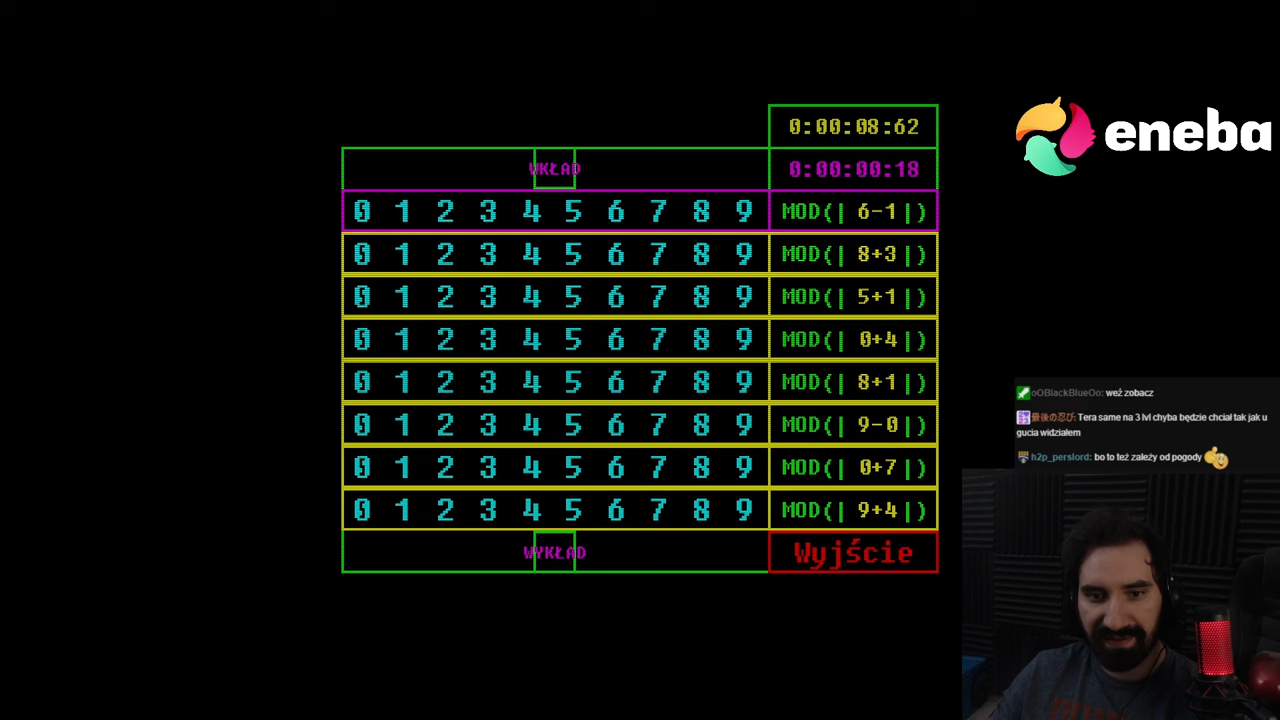 0:00:08:62
eneba
WKŁAD 0:00:00:18
0 1 2 3 4 5 6 7 8 9 MOD(| 6-1 |)
0 1 2 3 4 5 6 7 8 9 MOD(| 8+3 |)
0 1 2 3 4 5 6 7 8 9 MOD(| 5+1 |)
0 1 2 3 4 5 6 7 8 9 MOD(| 0+4 |)
0 1 2 3 4 5 6 7 8 9 MOD(| 8+1 |)
0 1 2 3 4 5 6 7 8 9 MOD(| 9-0 |)
0 1 2 3 4 5 6 7 8 9 MOD(| 0+7 |)
0 1 2 3 4 5 6 7 8 9 MOD(| 9+4 |)
WYKŁAD Wyjście
oOBlackBlueOo: weź zobacz
最後の忍び: Tera same na 3 lvl chyba będzie chciał tak jak u
gucia widziałem
h2p_perslord: bo to też zależy od pogody